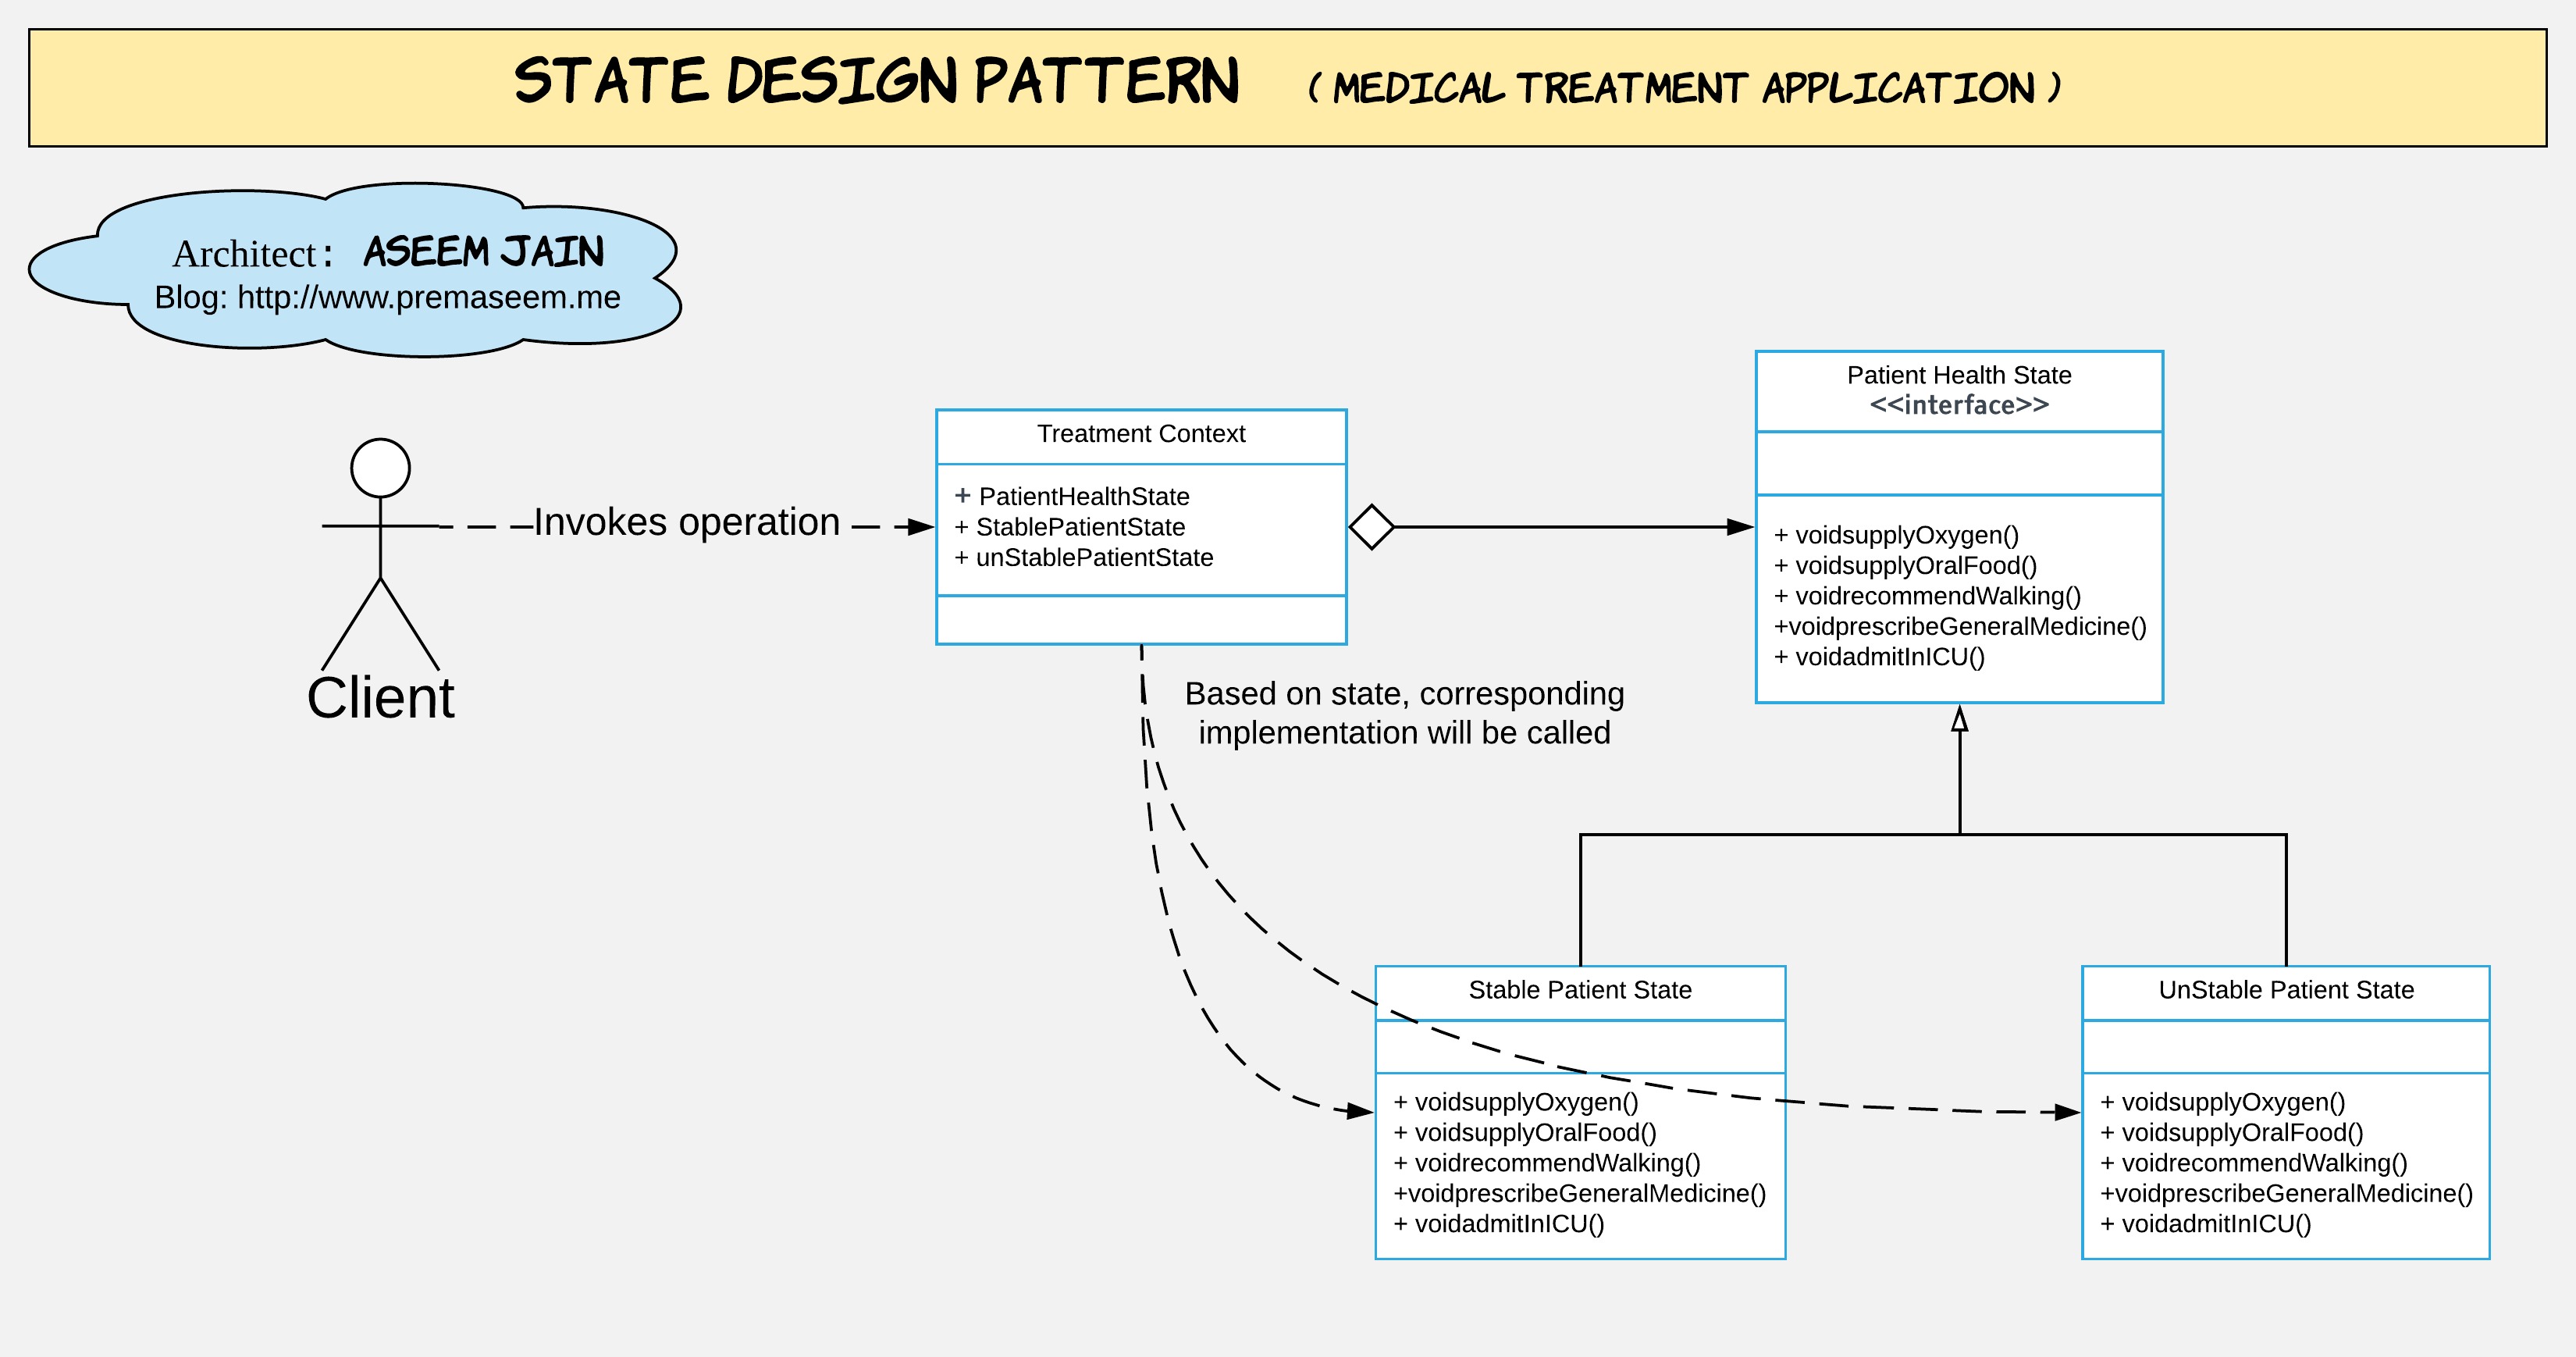 STATE DESIGN PATTERN ( MEDICAL TREATMENT APPLICATION )
Architect: ASEEM JAIN
Blog: http://www.premaseem.me
Client
Invokes operation
Treatment Context
+ PatientHealthState
+ StablePatientState
+ unStablePatientState
Patient Health State
<<interface>>
+ voidsupplyOxygen()
+ voidsupplyOralFood()
+ voidrecommendWalking()
+voidprescribeGeneralMedicine()
+ voidadmitInICU()
Based on state, corresponding
implementation will be called
Stable Patient State
+ voidsupplyOxygen()
+ voidsupplyOralFood()
+ voidrecommendWalking()
+voidprescribeGeneralMedicine()
+ voidadmitInICU()
UnStable Patient State
+ voidsupplyOxygen()
+ voidsupplyOralFood()
+ voidrecommendWalking()
+voidprescribeGeneralMedicine()
+ voidadmitInICU()